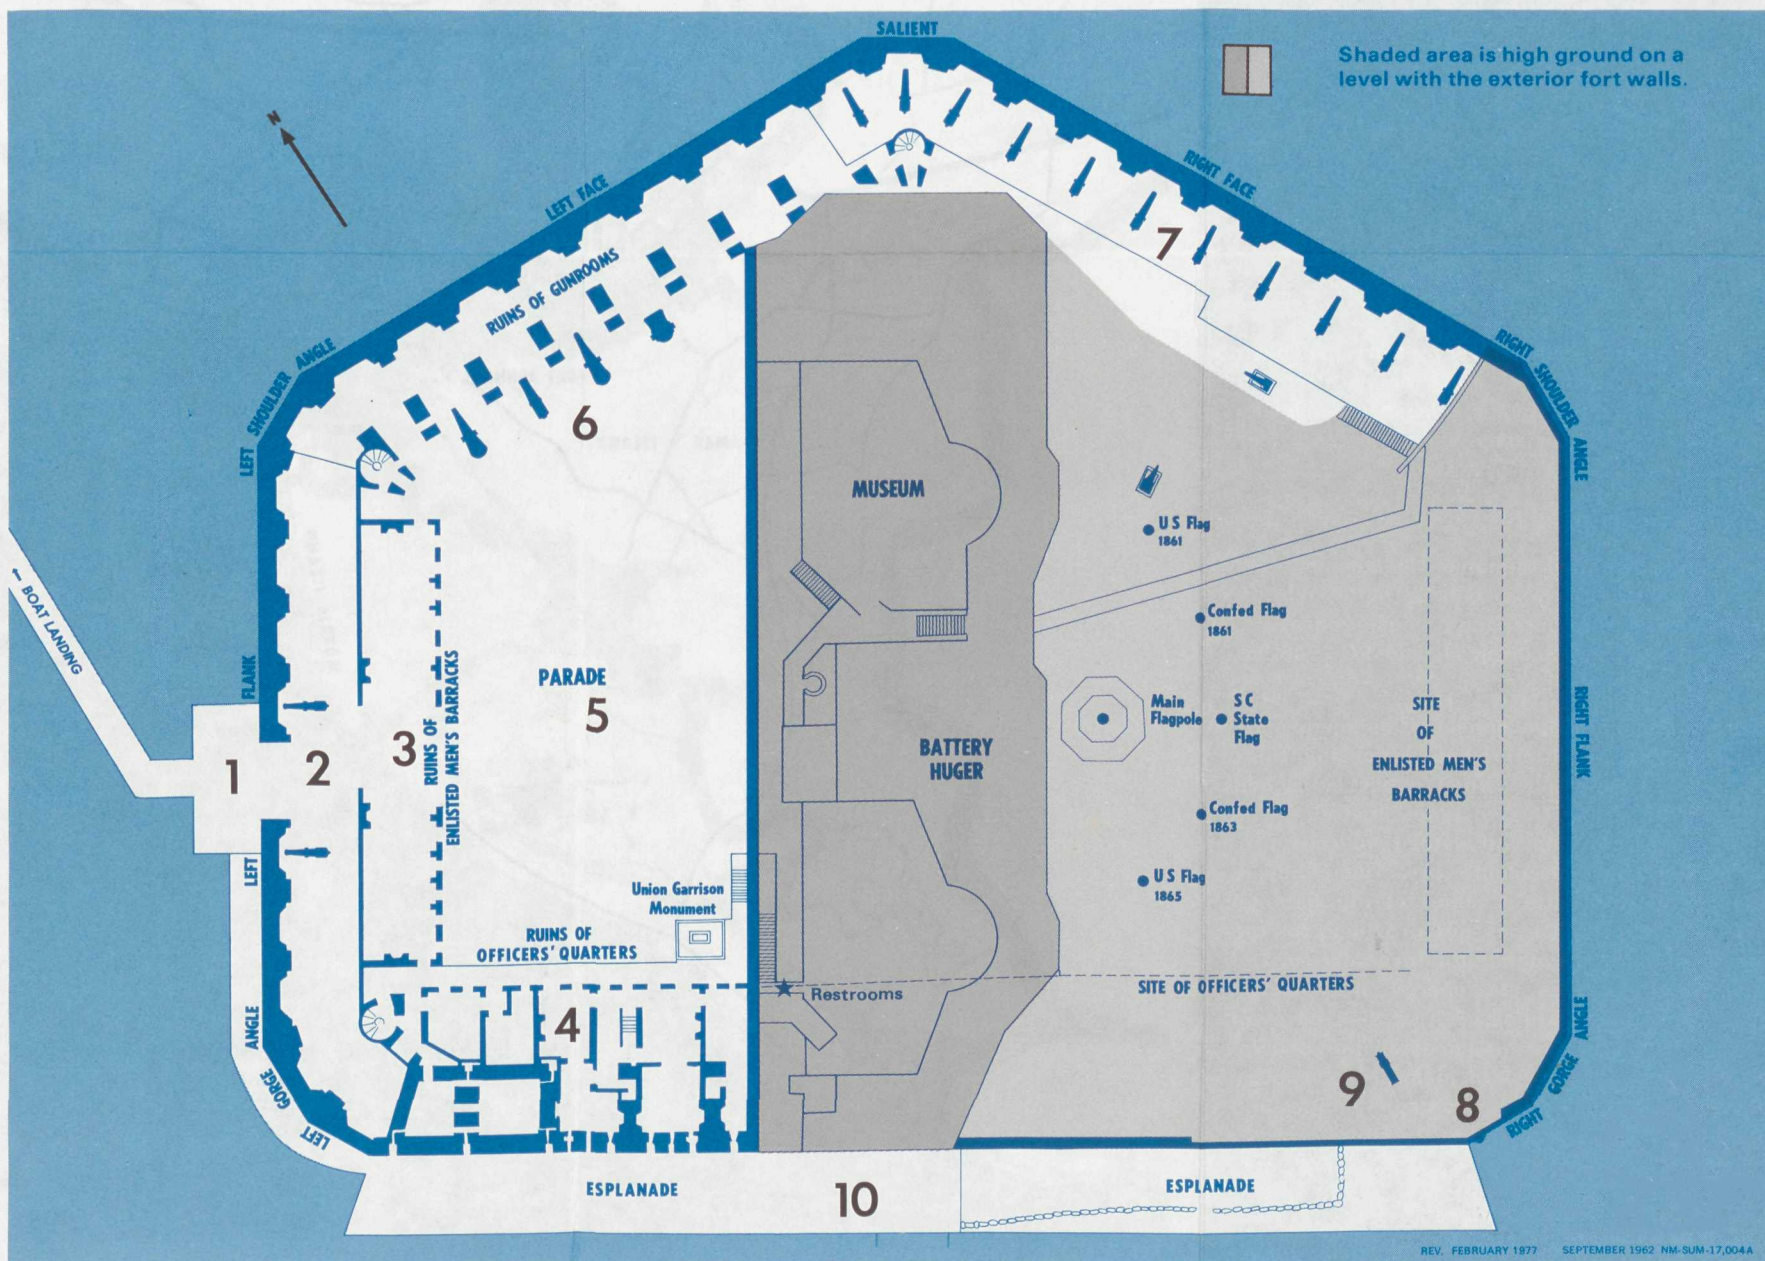 SALIENT
Shaded area is high ground on a
level with the exterior fort walls.
N
LEFT FACE
RIGHT FACE
RUINS OF GUNROOMS
7
LEFT SHOULDER ANGLE
RIGHT SHOULDER ANGLE
6
MUSEUM
U S Flag
1861
← BOAT LANDING
Confed Flag
1861
LEFT FLANK
RIGHT FLANK
PARADE
5
Main
Flagpole
S C
State
Flag
SITE
OF
ENLISTED MEN'S
BARRACKS
1
2
3
RUINS OF
ENLISTED MEN'S BARRACKS
BATTERY
HUGER
Confed Flag
1863
U S Flag
1865
Union Garrison
Monument
RUINS OF
OFFICERS' QUARTERS
Restrooms
SITE OF OFFICERS' QUARTERS
4
LEFT GORGE ANGLE
RIGHT GORGE ANGLE
9
8
ESPLANADE
10
ESPLANADE
REV. FEBRUARY 1977 SEPTEMBER 1962 NM-SUM-17,004A